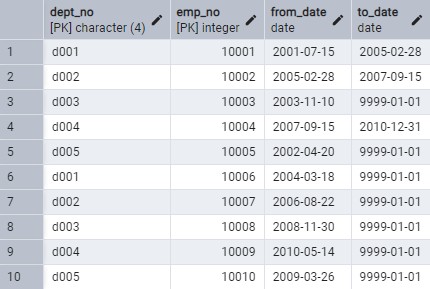 dept_no emp_no from_date to_date
[PK] character (4) [PK] integer date date
1 d001 10001 2001-07-15 2005-02-28
2 d002 10002 2005-02-28 2007-09-15
3 d003 10003 2003-11-10 9999-01-01
4 d004 10004 2007-09-15 2010-12-31
5 d005 10005 2002-04-20 9999-01-01
6 d001 10006 2004-03-18 9999-01-01
7 d002 10007 2006-08-22 9999-01-01
8 d003 10008 2008-11-30 9999-01-01
9 d004 10009 2010-05-14 9999-01-01
10 d005 10010 2009-03-26 9999-01-01